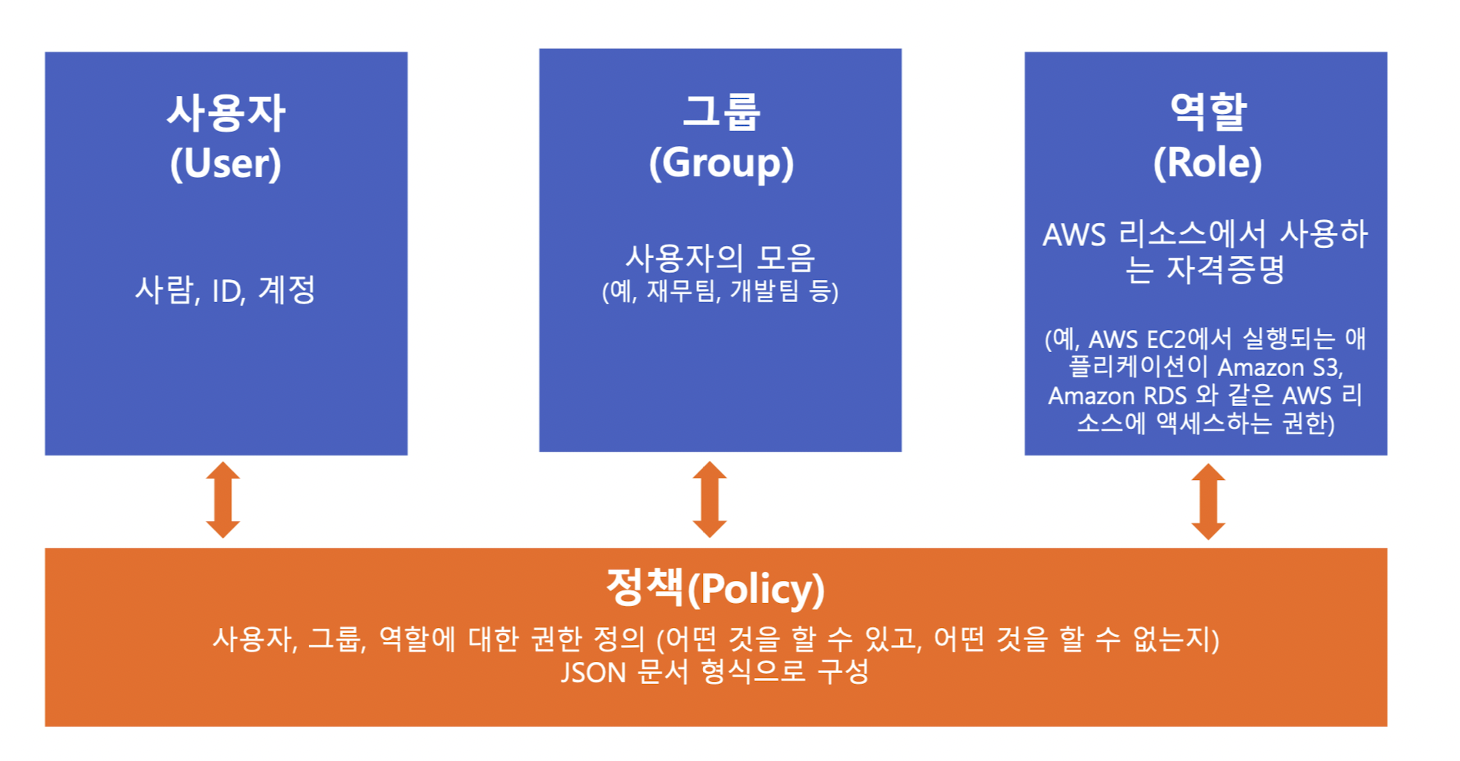 사용자
(User)
사람, ID, 계정
그룹
(Group)
사용자의 모음
(예, 재무팀, 개발팀 등)
역할
(Role)
AWS 리소스에서 사용하
는 자격증명
(예, AWS EC2에서 실행되는 애
플리케이션이 Amazon S3,
Amazon RDS 와 같은 AWS 리
소스에 액세스하는 권한)
정책(Policy)
사용자, 그룹, 역할에 대한 권한 정의 (어떤 것을 할 수 있고, 어떤 것을 할 수 없는지)
JSON 문서 형식으로 구성